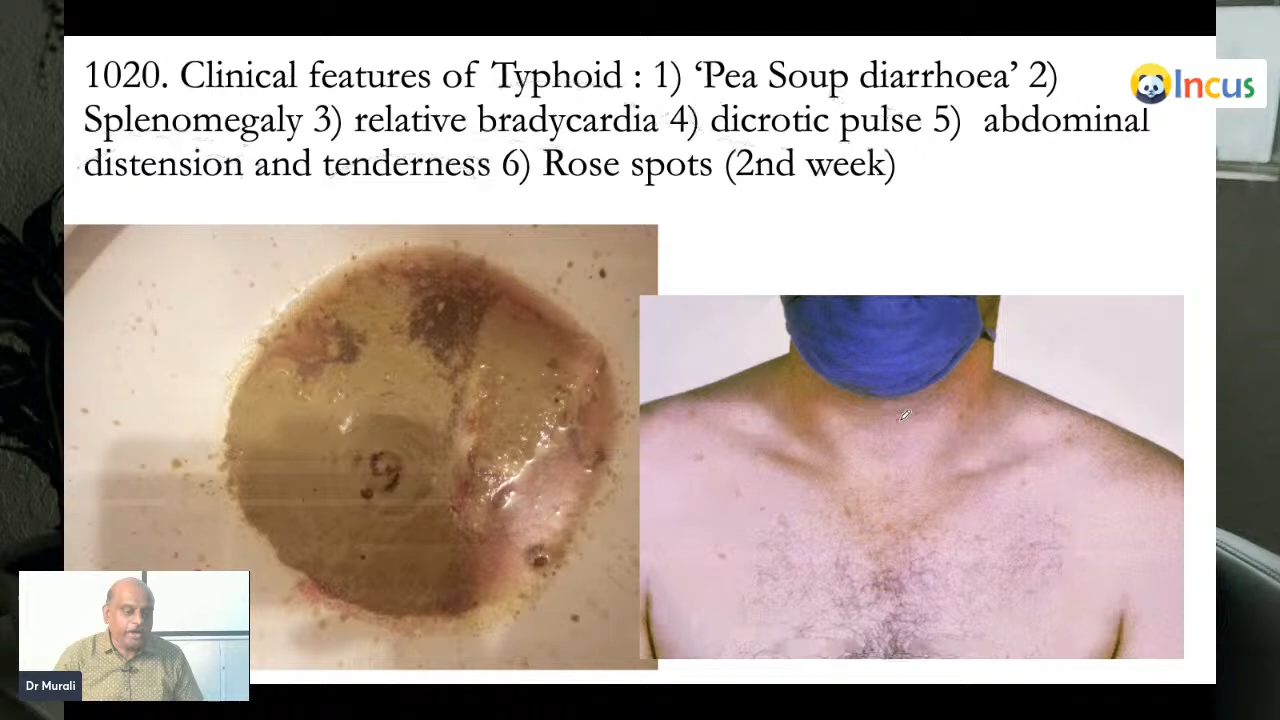 1020. Clinical features of Typhoid : 1) ‘Pea Soup diarrhoea’ 2)
Splenomegaly 3) relative bradycardia 4) dicrotic pulse 5) abdominal
distension and tenderness 6) Rose spots (2nd week)
Incus
Dr Murali